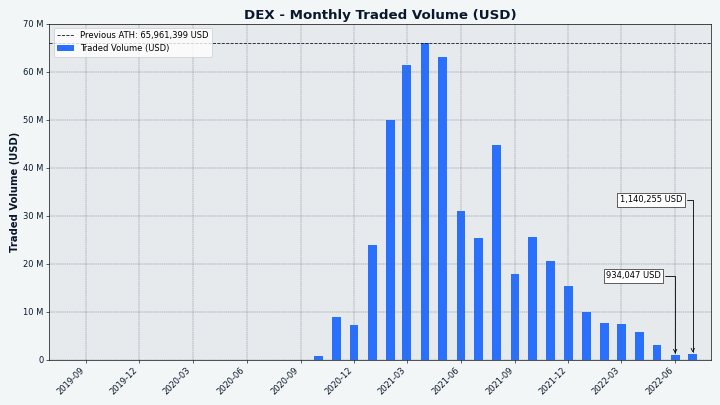 DEX - Monthly Traded Volume (USD)
Previous ATH: 65,961,399 USD
Traded Volume (USD)
Traded Volume (USD)
70 M
60 M
50 M
40 M
30 M
20 M
10 M
0
1,140,255 USD
934,047 USD
2019-09
2019-12
2020-03
2020-06
2020-09
2020-12
2021-03
2021-06
2021-09
2021-12
2022-03
2022-06